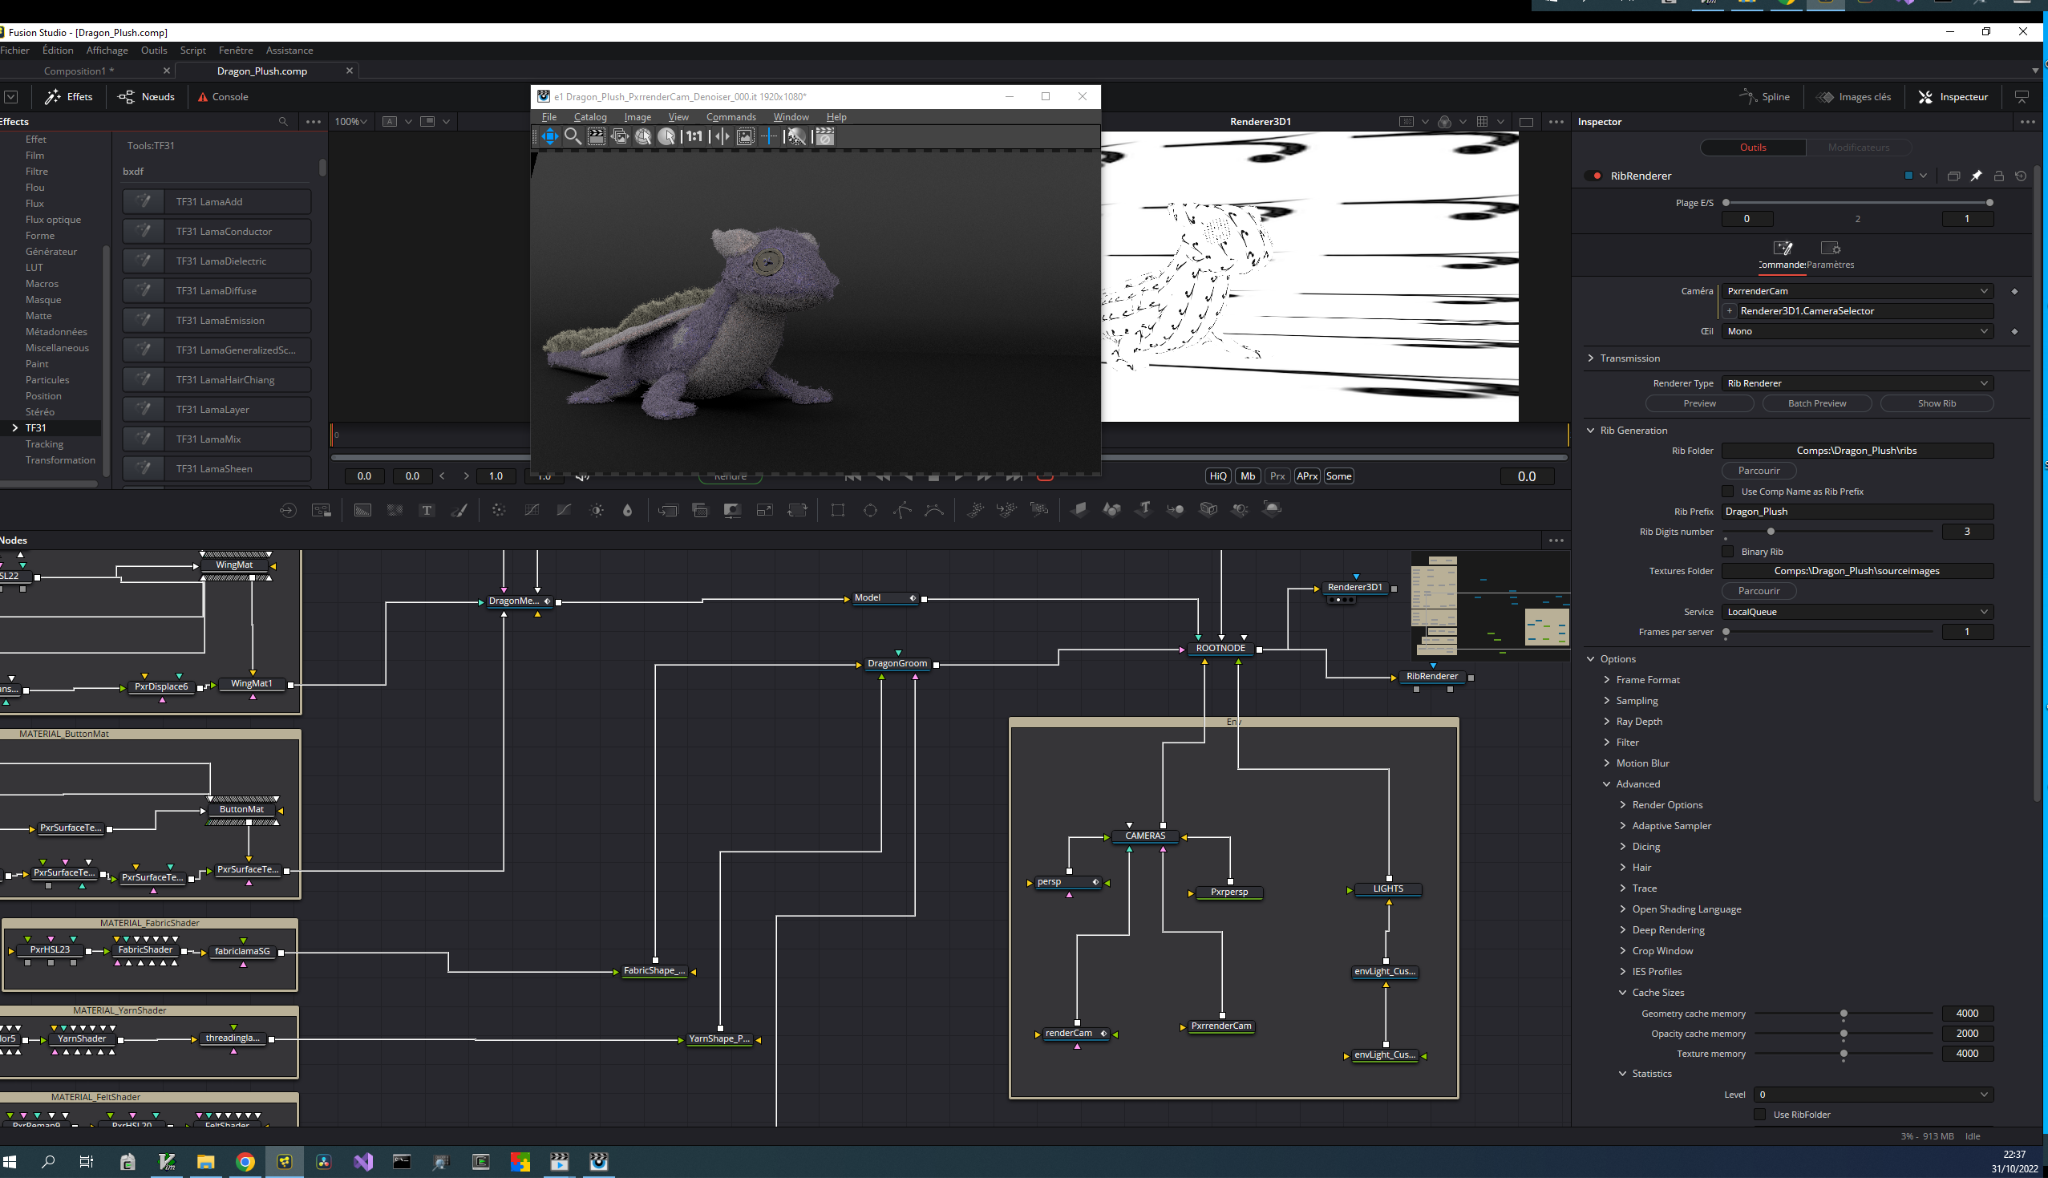 Fusion Studio - [Dragon_Plush.comp]
Fichier Édition Affichage Outils Script Fenêtre Assistance
Composition1 *
Dragon_Plush.comp
Effets
Nœuds
Console
Spline
Images clés
Inspecteur
Effects
100%
Renderer3D1
Inspector
e1 Dragon_Plush_PxrrenderCam_Denoiser_000.it 1920x1080*
File Catalog Image View Commands Window Help
1:1
Effet
Film
Filtre
Flou
Flux
Flux optique
Forme
Générateur
LUT
Macros
Masque
Matte
Métadonnées
Miscellaneous
Paint
Particules
Position
Stéréo
TF31
Tracking
Transformation
Tools:TF31
bxdf
TF31 LamaAdd
TF31 LamaConductor
TF31 LamaDielectric
TF31 LamaDiffuse
TF31 LamaEmission
TF31 LamaGeneralizedSc...
TF31 LamaHairChiang
TF31 LamaLayer
TF31 LamaMix
TF31 LamaSheen
0
0.0 0.0 1.0 1.0
Rendre
HiQ Mb Prx APrx Some
0.0
Outils
Modificateurs
RibRenderer
Plage E/S
0 2 1
Commandes
Paramètres
Caméra PxrrenderCam
Renderer3D1.CameraSelector
Œil Mono
Transmission
Renderer Type Rib Renderer
Preview Batch Preview Show Rib
Rib Generation
Rib Folder Comps:\Dragon_Plush\ribs
Parcourir
Use Comp Name as Rib Prefix
Rib Prefix Dragon_Plush
Rib Digits number 3
Binary Rib
Textures Folder Comps:\Dragon_Plush\sourceimages
Parcourir
Service LocalQueue
Frames per server 1
Options
Frame Format
Sampling
Ray Depth
Filter
Motion Blur
Advanced
Render Options
Adaptive Sampler
Dicing
Hair
Trace
Open Shading Language
Deep Rendering
Crop Window
IES Profiles
Cache Sizes
Geometry cache memory 4000
Opacity cache memory 2000
Texture memory 4000
Statistics
Level 0
Use RibFolder
Nodes
WingMat
SL22
DragonMe...
Model
Renderer3D1
ROOTNODE
DragonGroom
RibRenderer
ans...
PxrDisplace6
WingMat1
MATERIAL_ButtonMat
Env
ButtonMat
PxrSurfaceTe...
CAMERAS
PxrSurfaceTe...
PxrSurfaceTe...
PxrSurfaceTe...
persp
Pxrpersp
LIGHTS
MATERIAL_FabricShader
PxrHSL23
FabricShader
fabriclamaSG
FabricShape_...
envLight_Cus...
MATERIAL_YarnShader
lor5
YarnShader
threadingla...
YarnShape_P...
renderCam
PxrrenderCam
envLight_Cus...
MATERIAL_FeltShader
PxrRemap9
PxrHSL20
FeltShader
3% - 913 MB Idle
22:37
31/10/2022